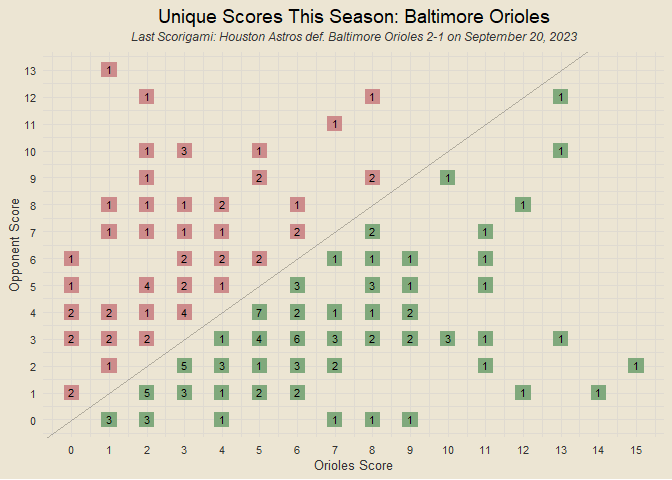 Unique Scores This Season: Baltimore Orioles
Last Scorigami: Houston Astros def. Baltimore Orioles 2-1 on September 20, 2023
Opponent Score
13 1
12 1 1 1
11 1
10 1 3 1 1
9 1 2 2 1
8 1 1 1 2 1 1
7 1 1 1 1 2 2 1
6 1 2 2 2 1 1 1 1
5 1 4 2 1 3 3 1 1
4 2 2 1 4 7 2 1 1 2
3 2 2 2 1 4 6 3 2 2 3 1 1
2 1 5 3 1 3 2 1 1
1 2 5 3 1 2 2 1 1
0 3 3 1 1 1 1
0 1 2 3 4 5 6 7 8 9 10 11 12 13 14 15
Orioles Score